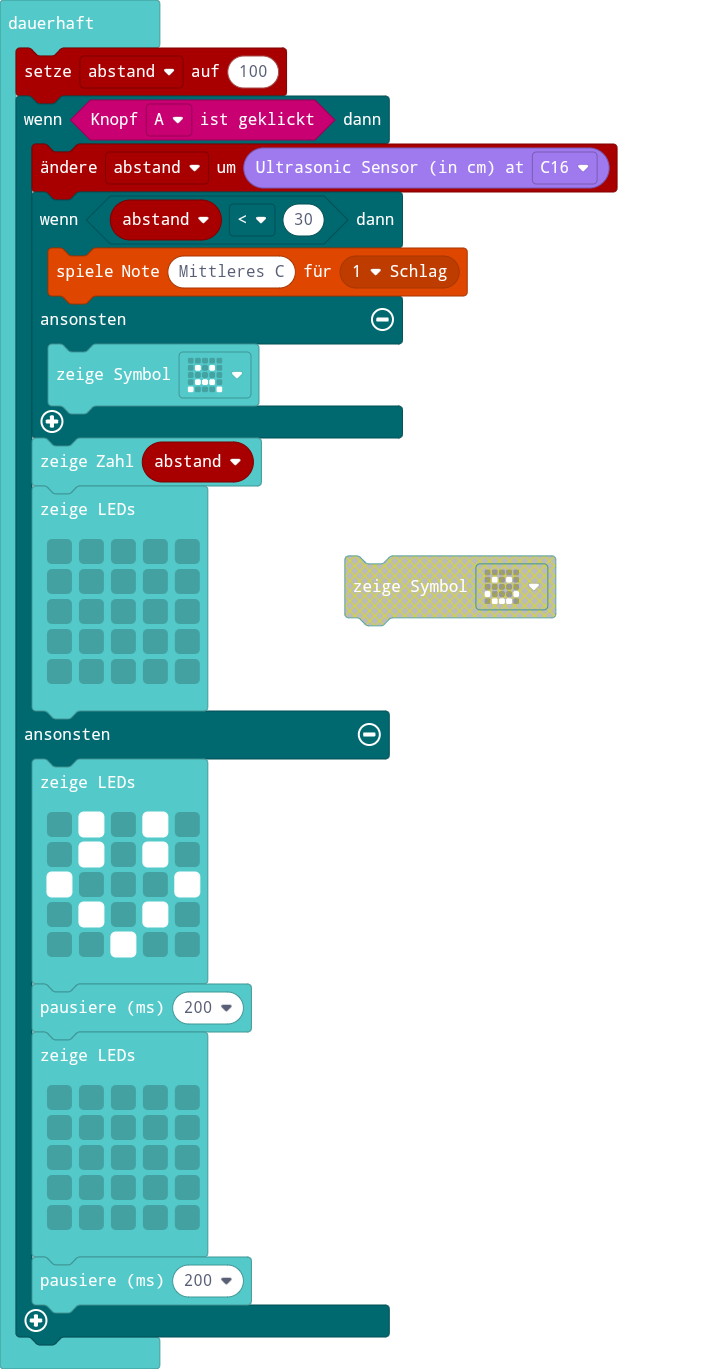 dauerhaft
setze abstand auf 100
wenn Knopf A ist geklickt dann
ändere abstand um Ultrasonic Sensor (in cm) at C16
wenn abstand < 30 dann
spiele Note Mittleres C für 1 Schlag
ansonsten
zeige Symbol
zeige Zahl abstand
zeige LEDs
zeige Symbol
ansonsten
zeige LEDs
pausiere (ms) 200
zeige LEDs
pausiere (ms) 200